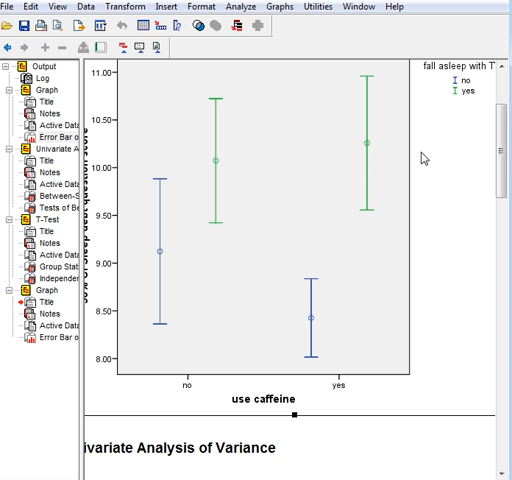 File Edit View Data Transform Insert Format Analyze Graphs Utilities Window Help
Output
Log
Graph
Title
Notes
Active Data
Error Bar o
Univariate A
Title
Notes
Active Data
Between-S
Tests of Be
T-Test
Title
Notes
Active Data
Group Stat
Independen
Graph
Title
Notes
Active Data
Error Bar o
fall asleep with T
no
yes
11.00
10.50
10.00
9.50
9.00
8.50
8.00
no yes
use caffeine
ivariate Analysis of Variance